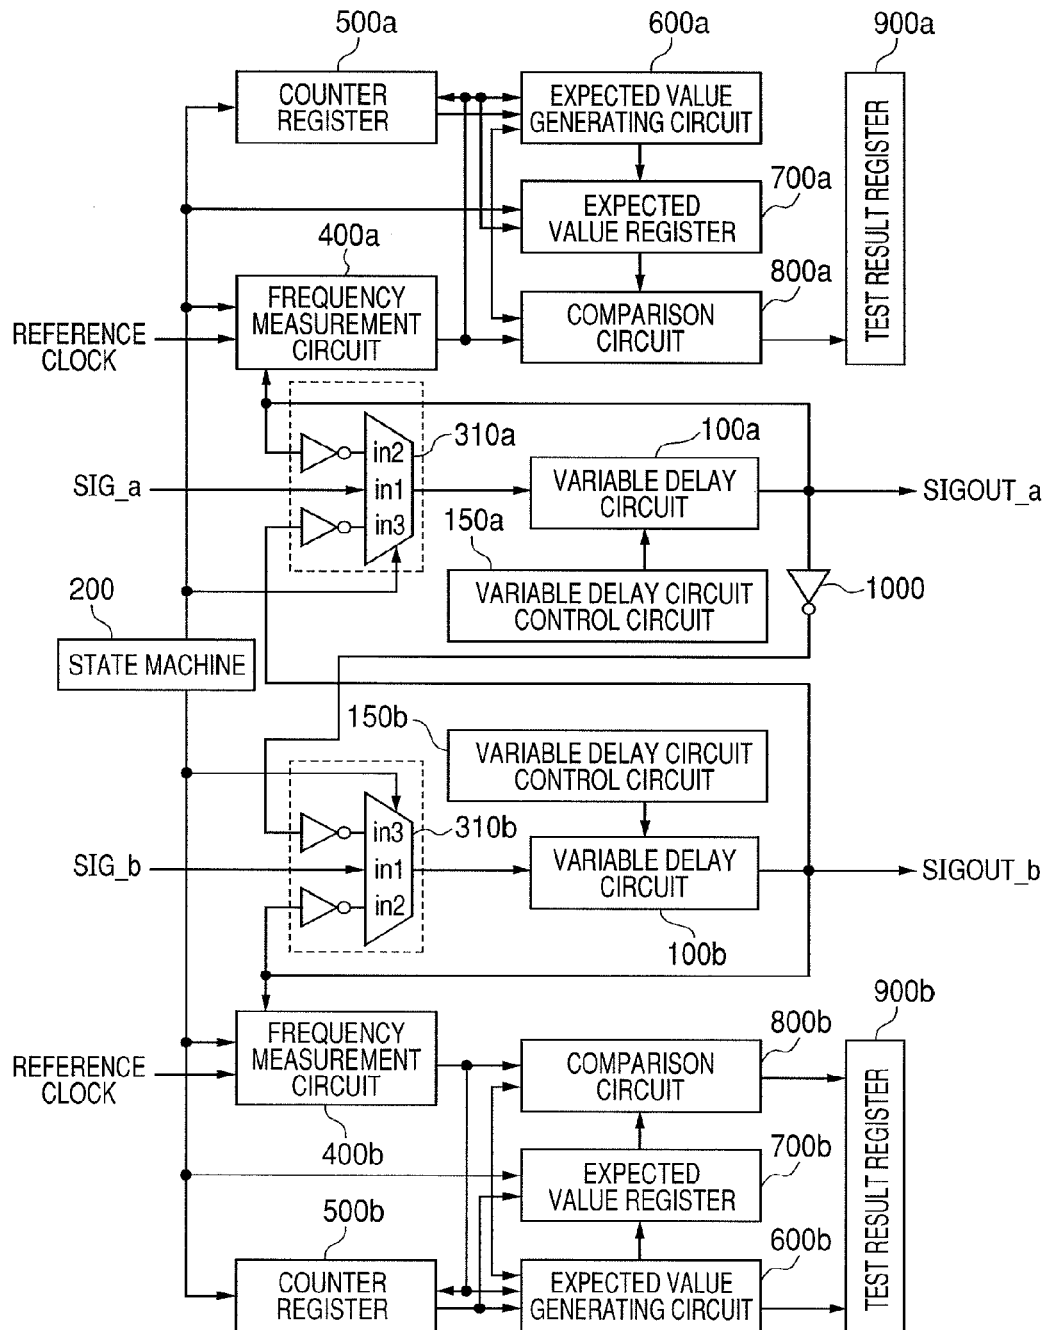 500a
600a
900a
COUNTER
REGISTER
EXPECTED VALUE
GENERATING CIRCUIT
TEST RESULT REGISTER
700a
EXPECTED
VALUE REGISTER
400a
800a
FREQUENCY
MEASUREMENT
CIRCUIT
COMPARISON
CIRCUIT
REFERENCE
CLOCK
310a
100a
in2
SIG_a
in1
VARIABLE DELAY
CIRCUIT
SIGOUT_a
in3
150a
200
VARIABLE DELAY CIRCUIT
CONTROL CIRCUIT
1000
STATE MACHINE
150b
VARIABLE DELAY CIRCUIT
CONTROL CIRCUIT
310b
in3
SIG_b
in1
VARIABLE DELAY
CIRCUIT
SIGOUT_b
in2
100b
900b
800b
FREQUENCY
MEASUREMENT
CIRCUIT
COMPARISON
CIRCUIT
REFERENCE
CLOCK
TEST RESULT REGISTER
400b
700b
EXPECTED
VALUE REGISTER
500b
600b
COUNTER
REGISTER
EXPECTED VALUE
GENERATING CIRCUIT